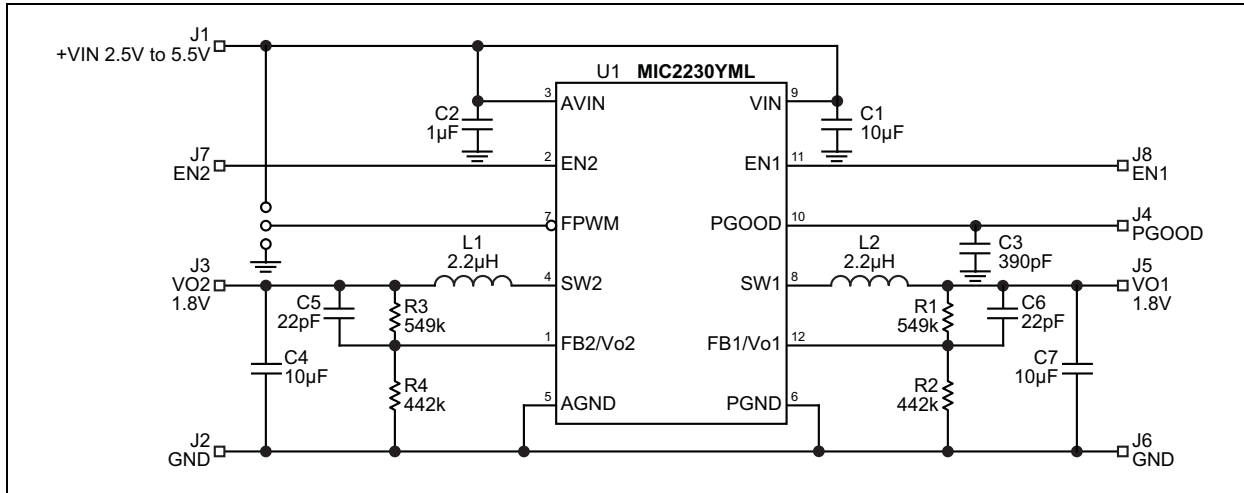 J1
+VIN 2.5V to 5.5V
U1 MIC2230YML
3 AVIN
VIN 9
C2
1µF
C1
10µF
J7
EN2
2 EN2
EN1 11
J8
EN1
7 FPWM
PGOOD 10
J4
PGOOD
C3
390pF
J3
VO2
1.8V
L1
2.2µH
4 SW2
SW1 8
L2
2.2µH
J5
VO1
1.8V
C5
22pF
R3
549k
R1
549k
C6
22pF
1 FB2/Vo2
FB1/Vo1 12
C4
10µF
R4
442k
R2
442k
C7
10µF
5 AGND
PGND 6
J2
GND
J6
GND